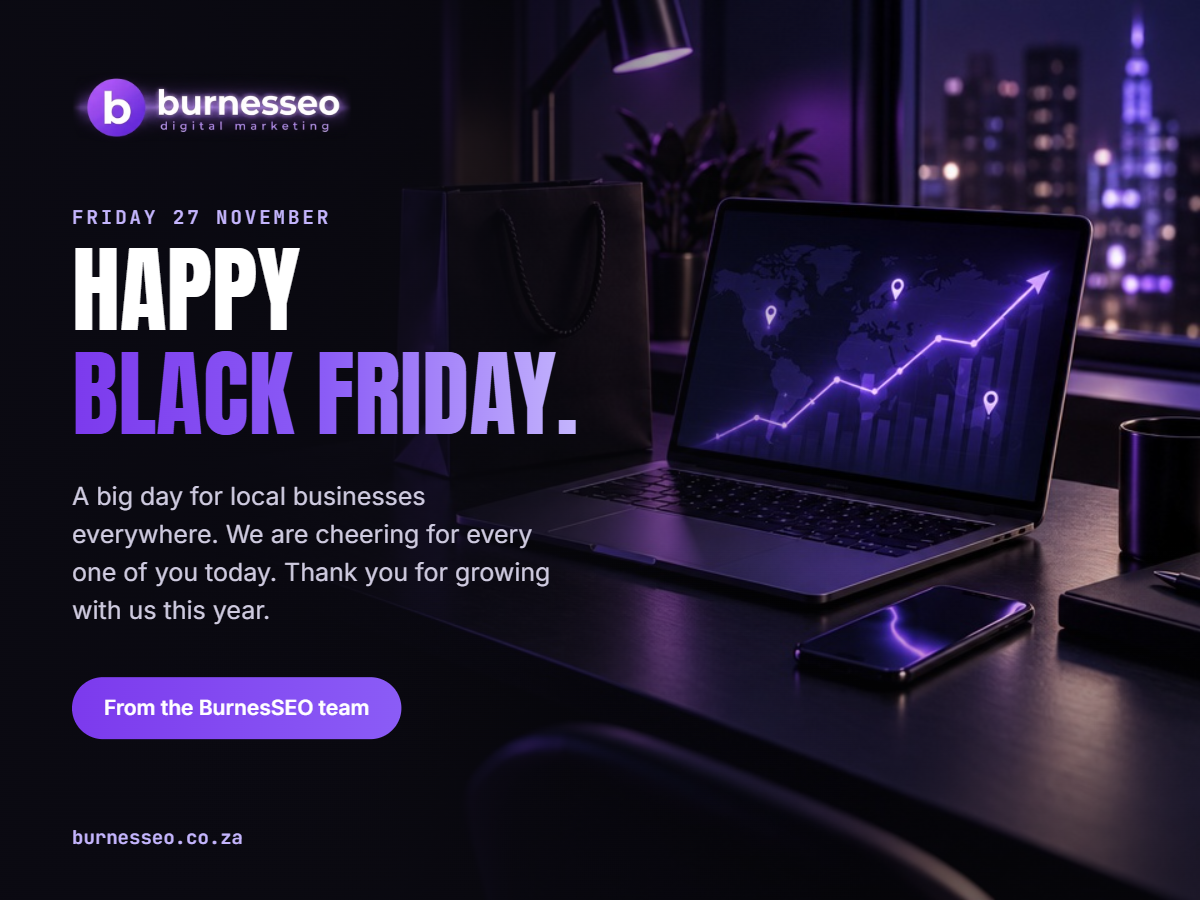 b burnesseo
digital marketing
FRIDAY 27 NOVEMBER
HAPPY
BLACK FRIDAY.
A big day for local businesses
everywhere. We are cheering for every
one of you today. Thank you for growing
with us this year.
From the BurnesSEO team
burnesseo.co.za